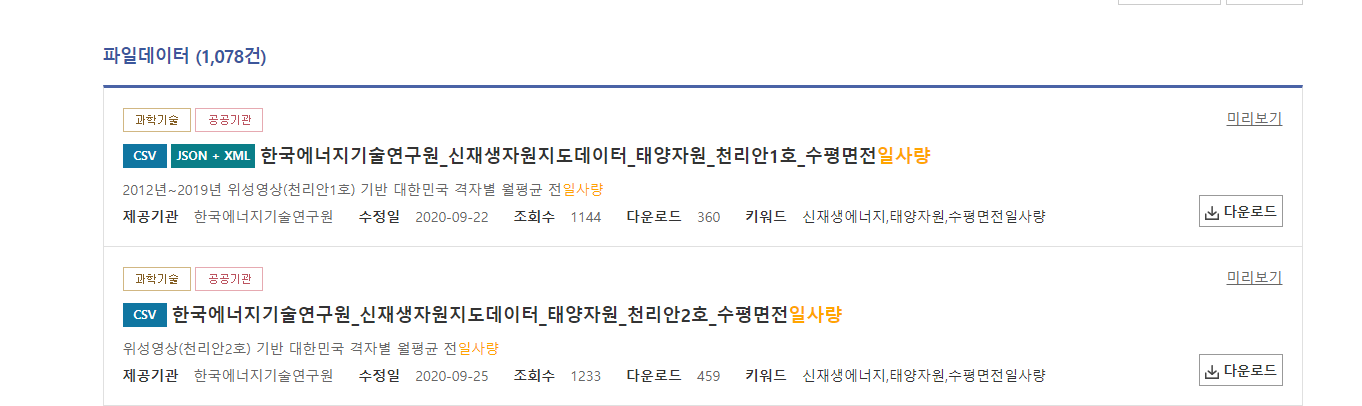 파일데이터 (1,078건)
과학기술 공공기관 미리보기
CSV JSON + XML 한국에너지기술연구원_신재생자원지도데이터_태양자원_천리안1호_수평면전일사량
2012년~2019년 위성영상(천리안1호) 기반 대한민국 격자별 월평균 전일사량
제공기관 한국에너지기술연구원 수정일 2020-09-22 조회수 1144 다운로드 360 키워드 신재생에너지,태양자원,수평면전일사량 다운로드
과학기술 공공기관 미리보기
CSV 한국에너지기술연구원_신재생자원지도데이터_태양자원_천리안2호_수평면전일사량
위성영상(천리안2호) 기반 대한민국 격자별 월평균 전일사량
제공기관 한국에너지기술연구원 수정일 2020-09-25 조회수 1233 다운로드 459 키워드 신재생에너지,태양자원,수평면전일사량 다운로드